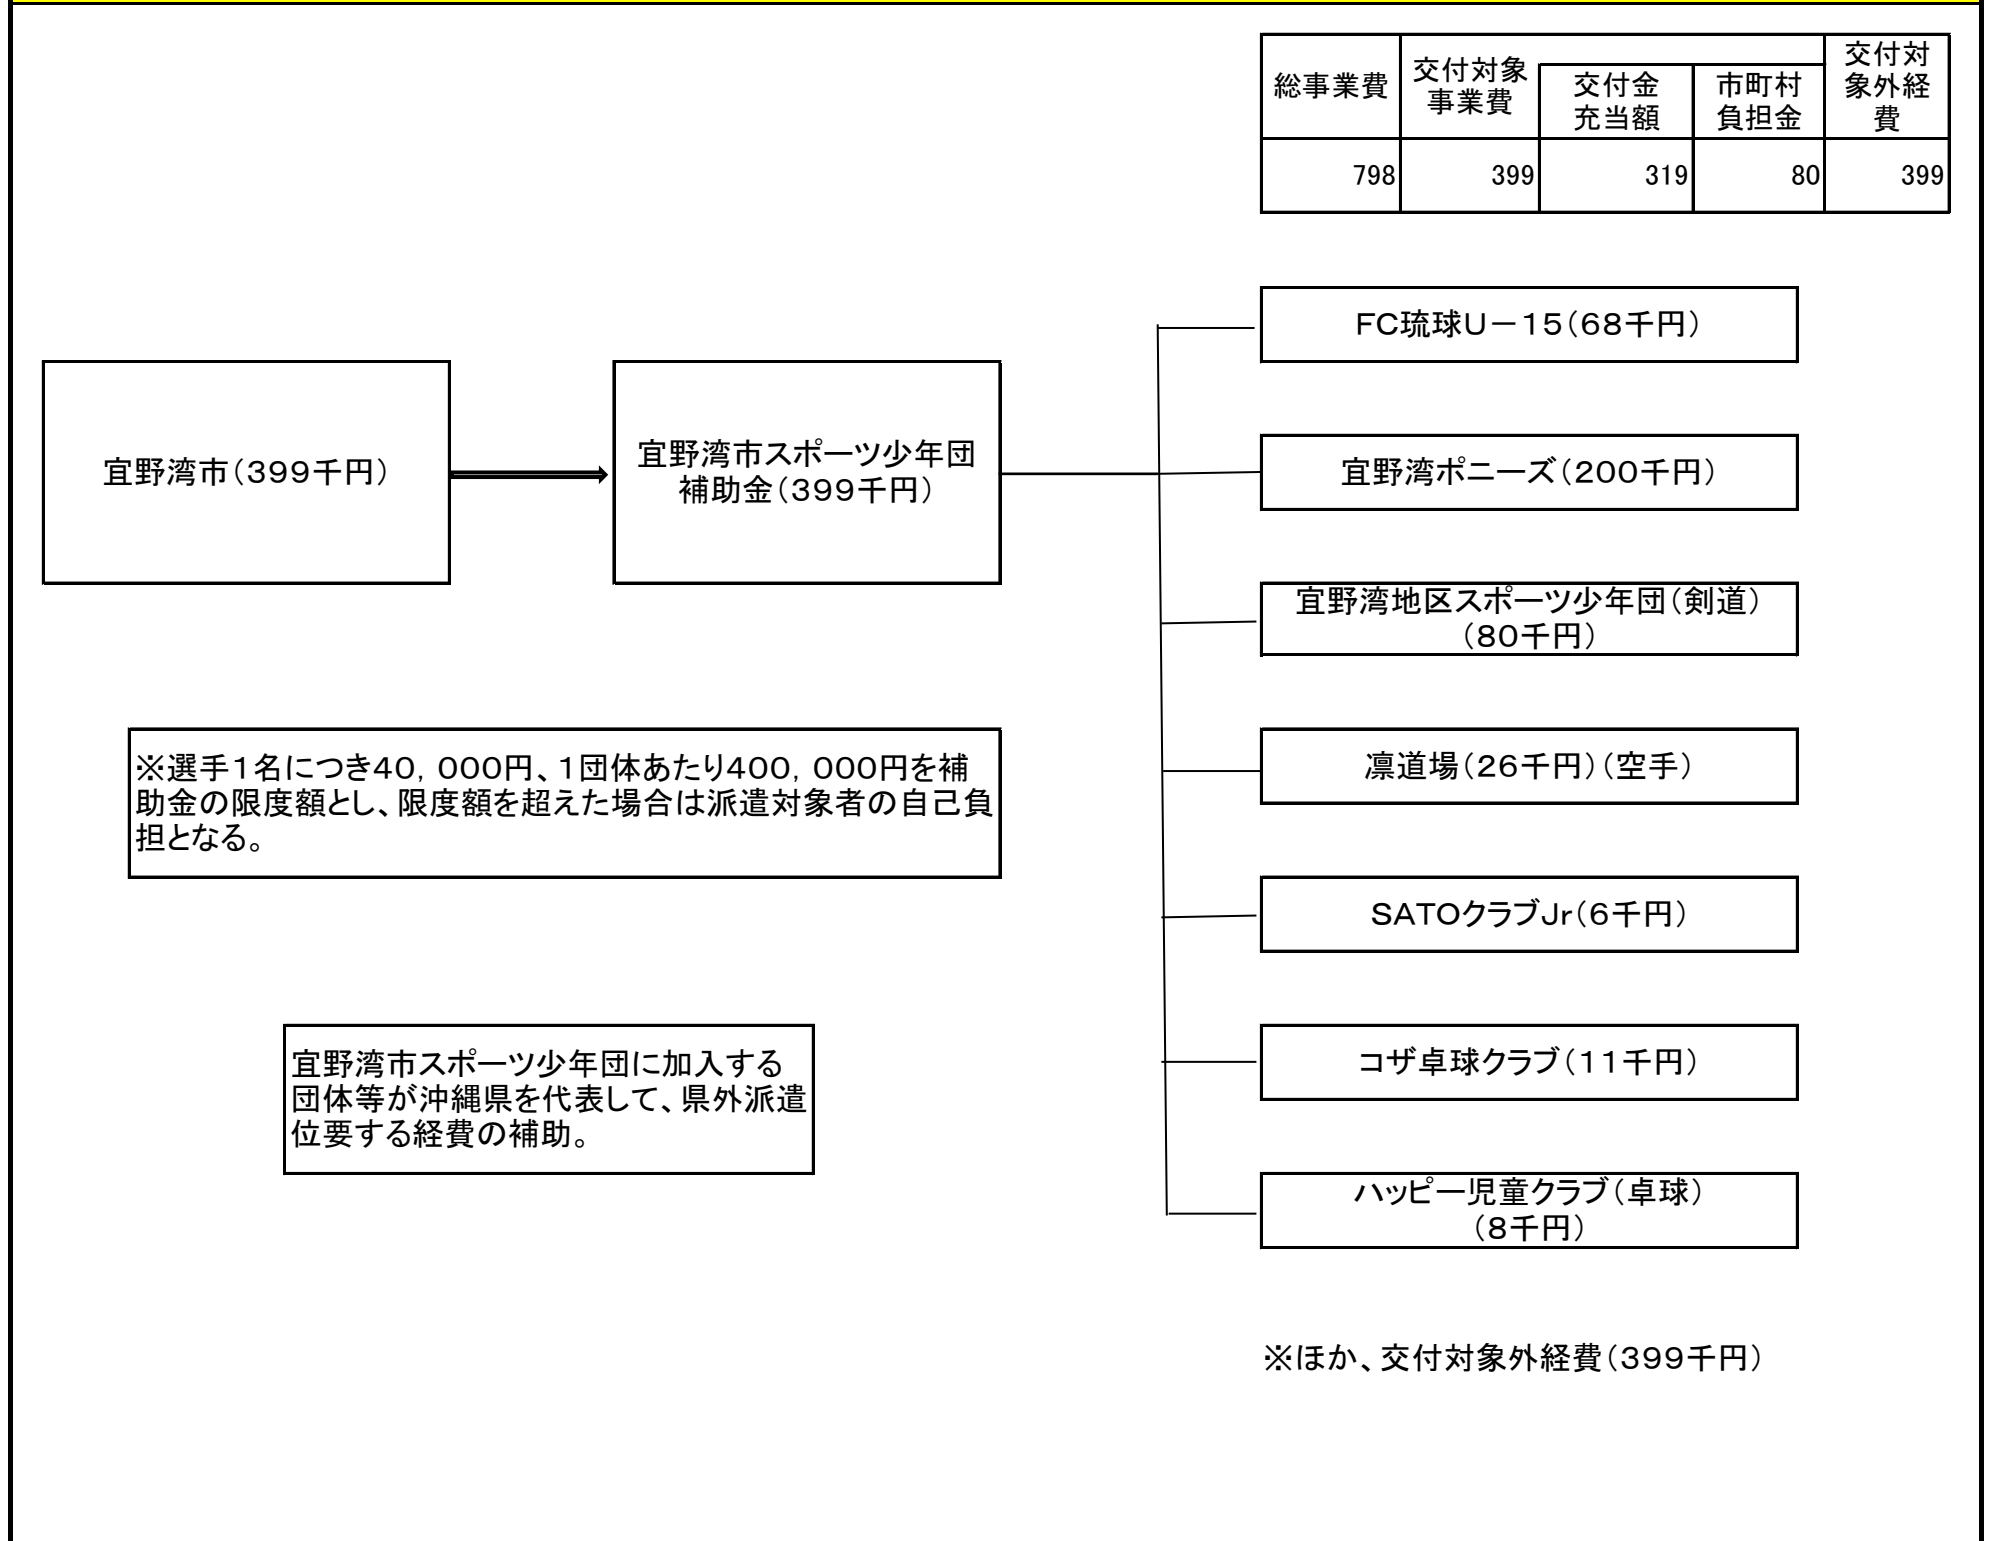 総事業費
交付対象
事業費
交付金
充当額
市町村
負担金
交付対
象外経
費
798 399 319 80 399
FC琉球U－15(68千円)
宜野湾市(399千円)
宜野湾市スポーツ少年団
補助金(399千円)
宜野湾ポニーズ(200千円)
宜野湾地区スポーツ少年団(剣道)
(80千円)
※選手1名につき40，000円、1団体あたり400，000円を補
助金の限度額とし、限度額を超えた場合は派遣対象者の自己負
担となる。
凛道場(26千円)(空手)
SATOクラブJr(6千円)
宜野湾市スポーツ少年団に加入する
団体等が沖縄県を代表して、県外派遣
位要する経費の補助。
コザ卓球クラブ(11千円)
ハッピー児童クラブ(卓球)
(8千円)
※ほか、交付対象外経費(399千円)